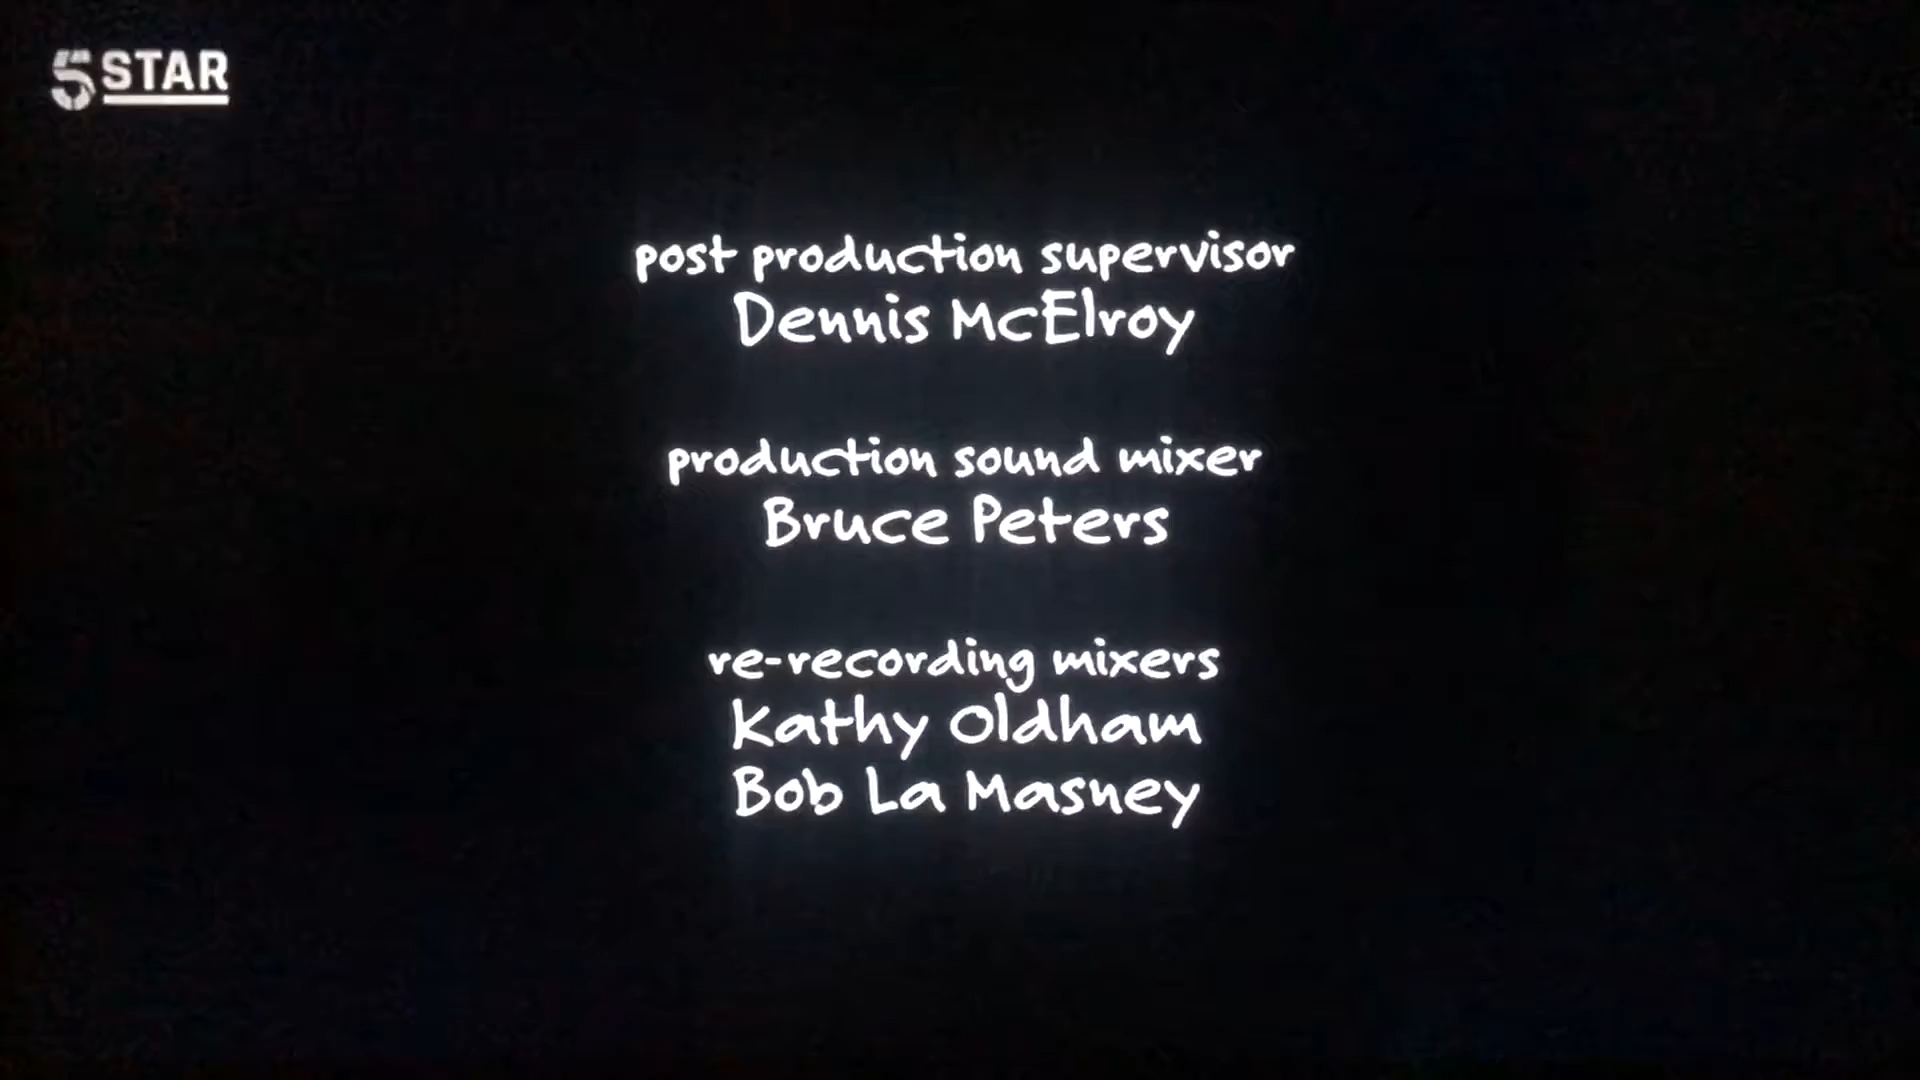 5STAR
post production supervisor
Dennis McElroy
production sound mixer
Bruce Peters
re-recording mixers
Kathy Oldham
Bob La Masney